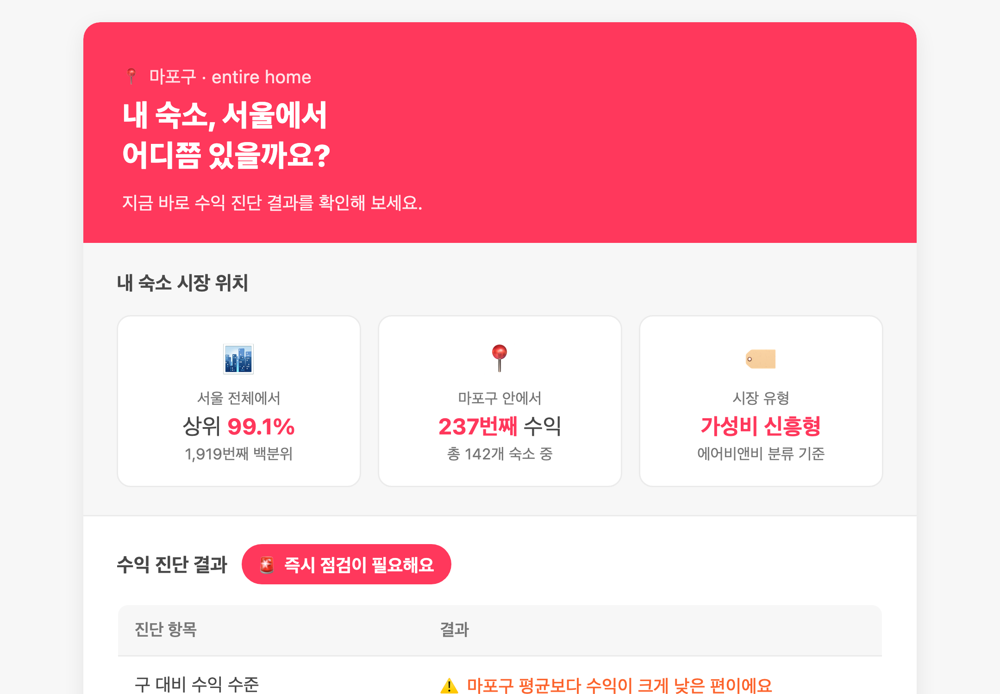 📍 마포구 · entire home
내 숙소, 서울에서
어디쯤 있을까요?
지금 바로 수익 진단 결과를 확인해 보세요.
내 숙소 시장 위치
서울 전체에서
상위 99.1%
1,919번째 백분위
마포구 안에서
237번째 수익
총 142개 숙소 중
시장 유형
가성비 신흥형
에어비앤비 분류 기준
수익 진단 결과
🚨 즉시 점검이 필요해요
진단 항목 결과
구 대비 수익 수준 ⚠️ 마포구 평균보다 수익이 크게 낮은 편이에요